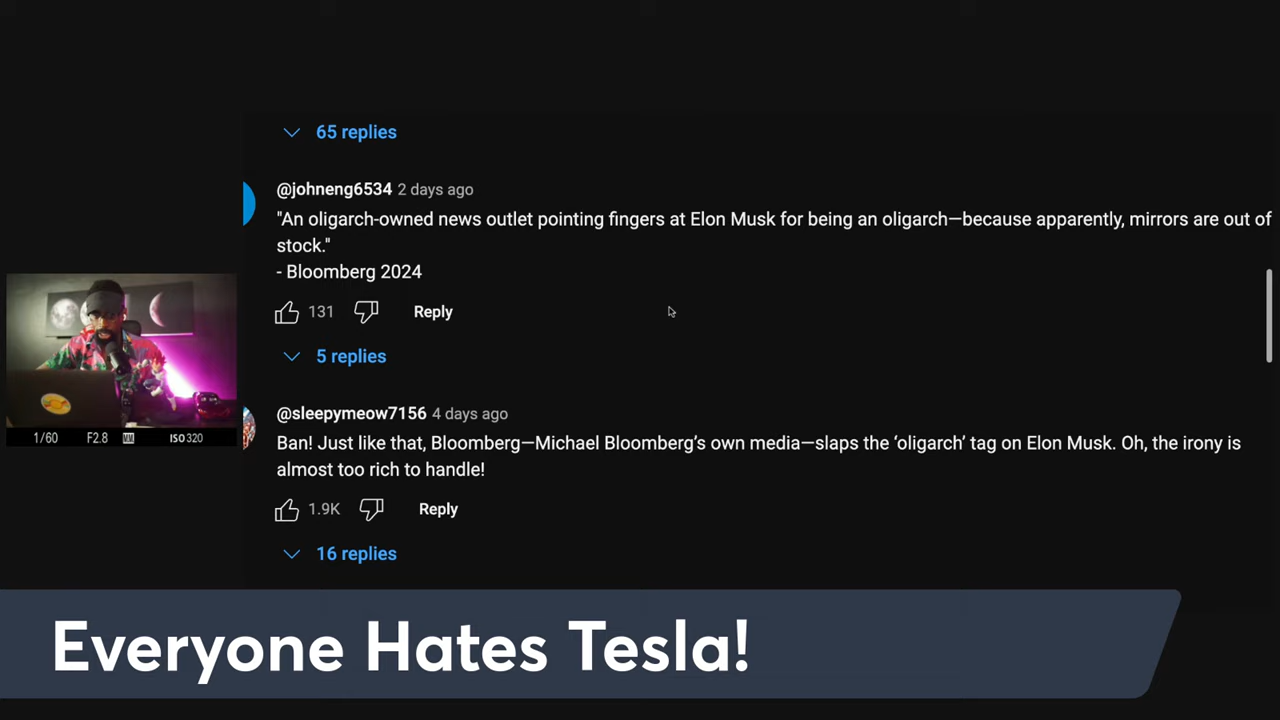 65 replies
@johneng6534 2 days ago
"An oligarch-owned news outlet pointing fingers at Elon Musk for being an oligarch—because apparently, mirrors are out of
stock."
- Bloomberg 2024
131 Reply
5 replies
@sleepymeow7156 4 days ago
Ban! Just like that, Bloomberg—Michael Bloomberg’s own media—slaps the ‘oligarch’ tag on Elon Musk. Oh, the irony is
almost too rich to handle!
1.9K Reply
16 replies
1/60 F2.8 ISO 320
Everyone Hates Tesla!